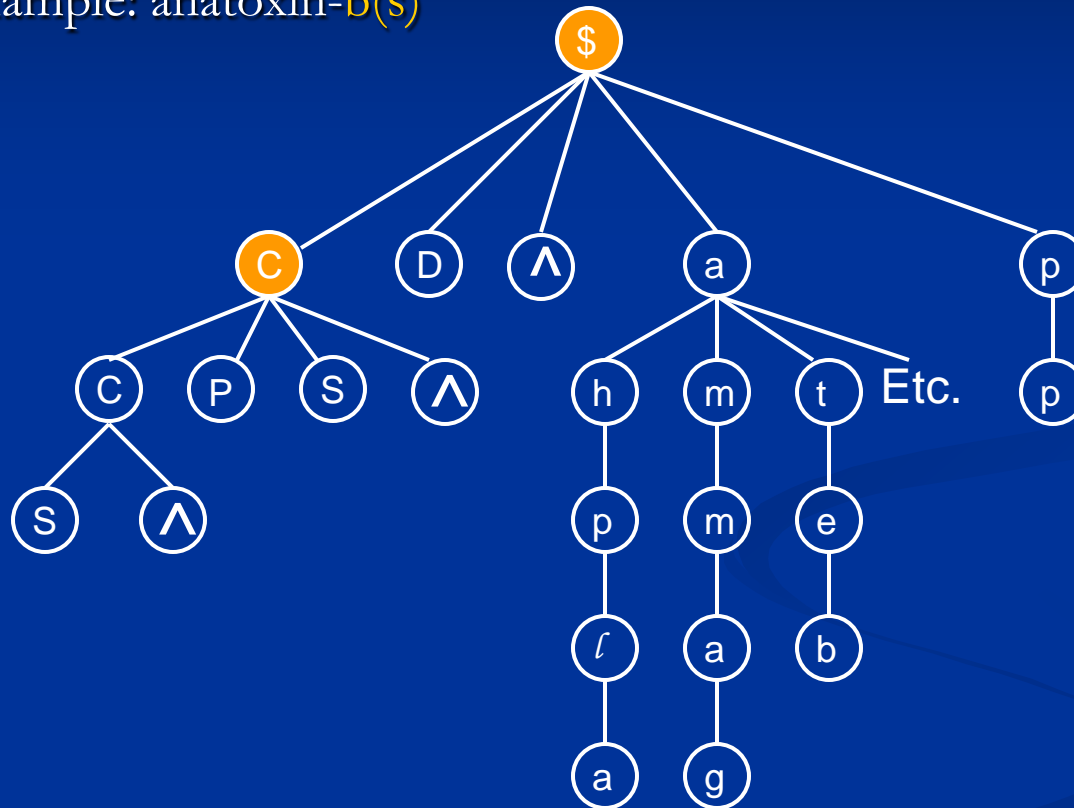 ample: anatoxin-b(s)
$
C D ^ a p
C P S ^ h m t Etc. p
S ^ p m e
l a b
a g